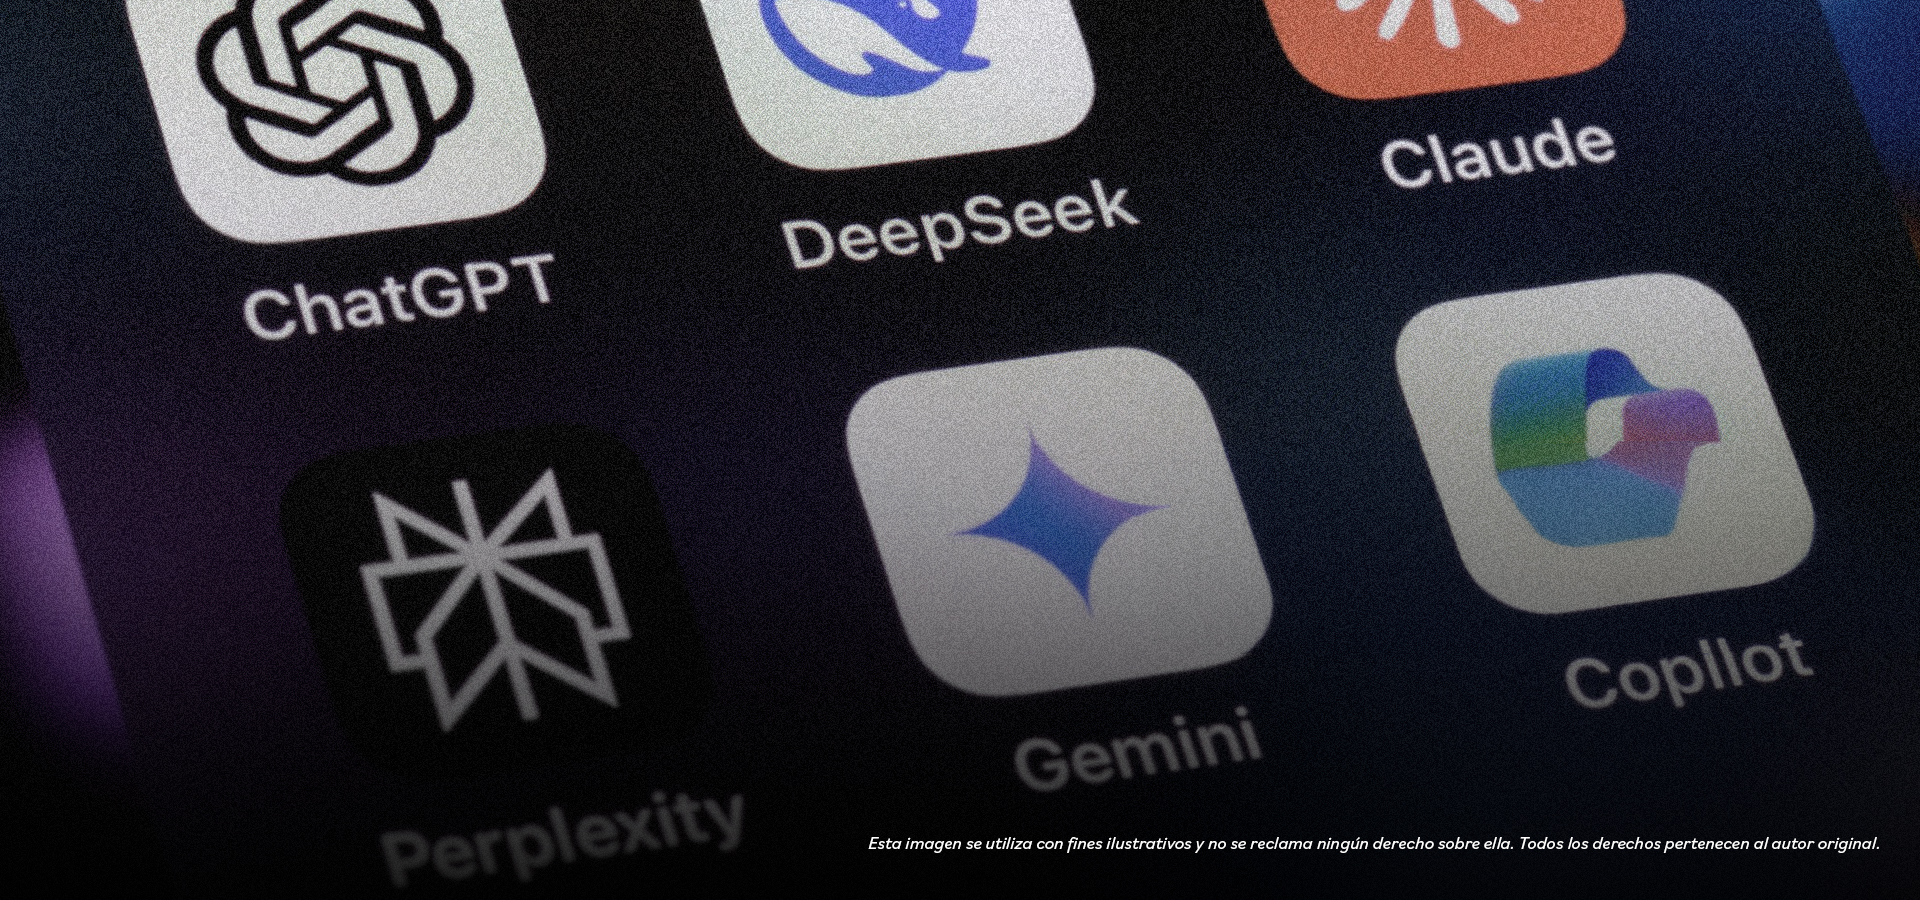 ChatGPT
DeepSeek
Claude
Perplexity
Gemini
Copllot
Esta imagen se utiliza con fines ilustrativos y no se reclama ningún derecho sobre ella. Todos los derechos pertenecen al autor original.